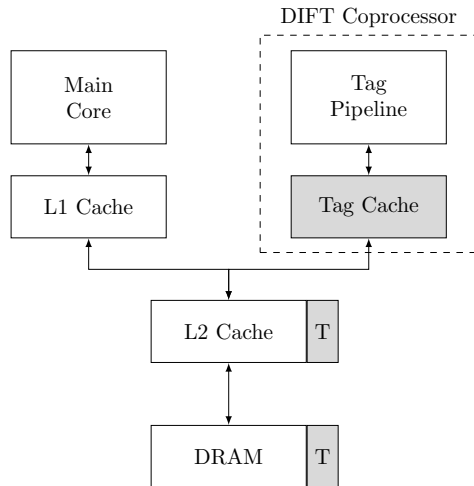 DIFT Coprocessor
Main
Core
Tag
Pipeline
L1 Cache
Tag Cache
L2 Cache
T
DRAM
T